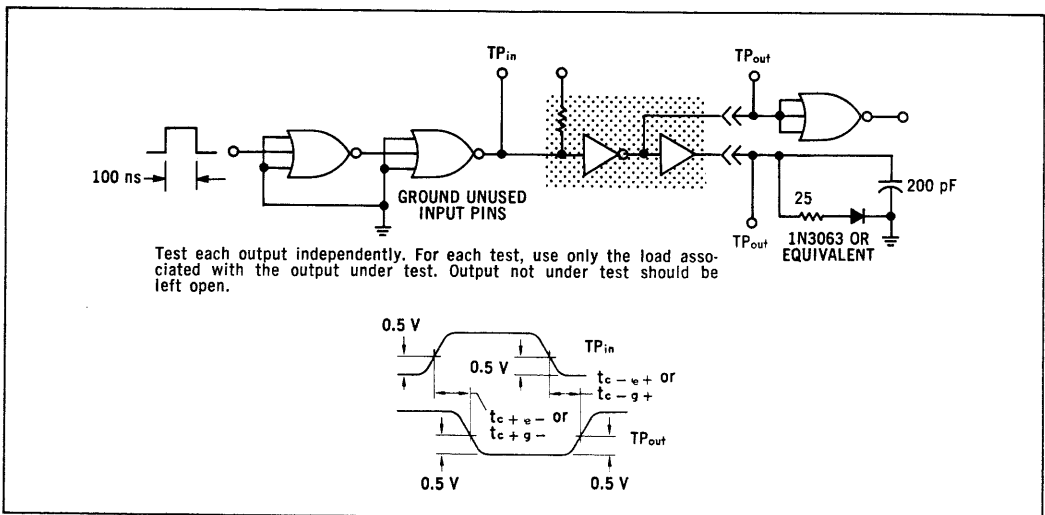 TPin
TPout
100 ns
GROUND UNUSED
INPUT PINS
200 pF
25
TPout
1N3063 OR
EQUIVALENT
Test each output independently. For each test, use only the load asso-
ciated with the output under test. Output not under test should be
left open.
0.5 V
TPin
0.5 V
tc - e + or
tc - g +
tc + e - or
tc + g -
TPout
0.5 V
0.5 V